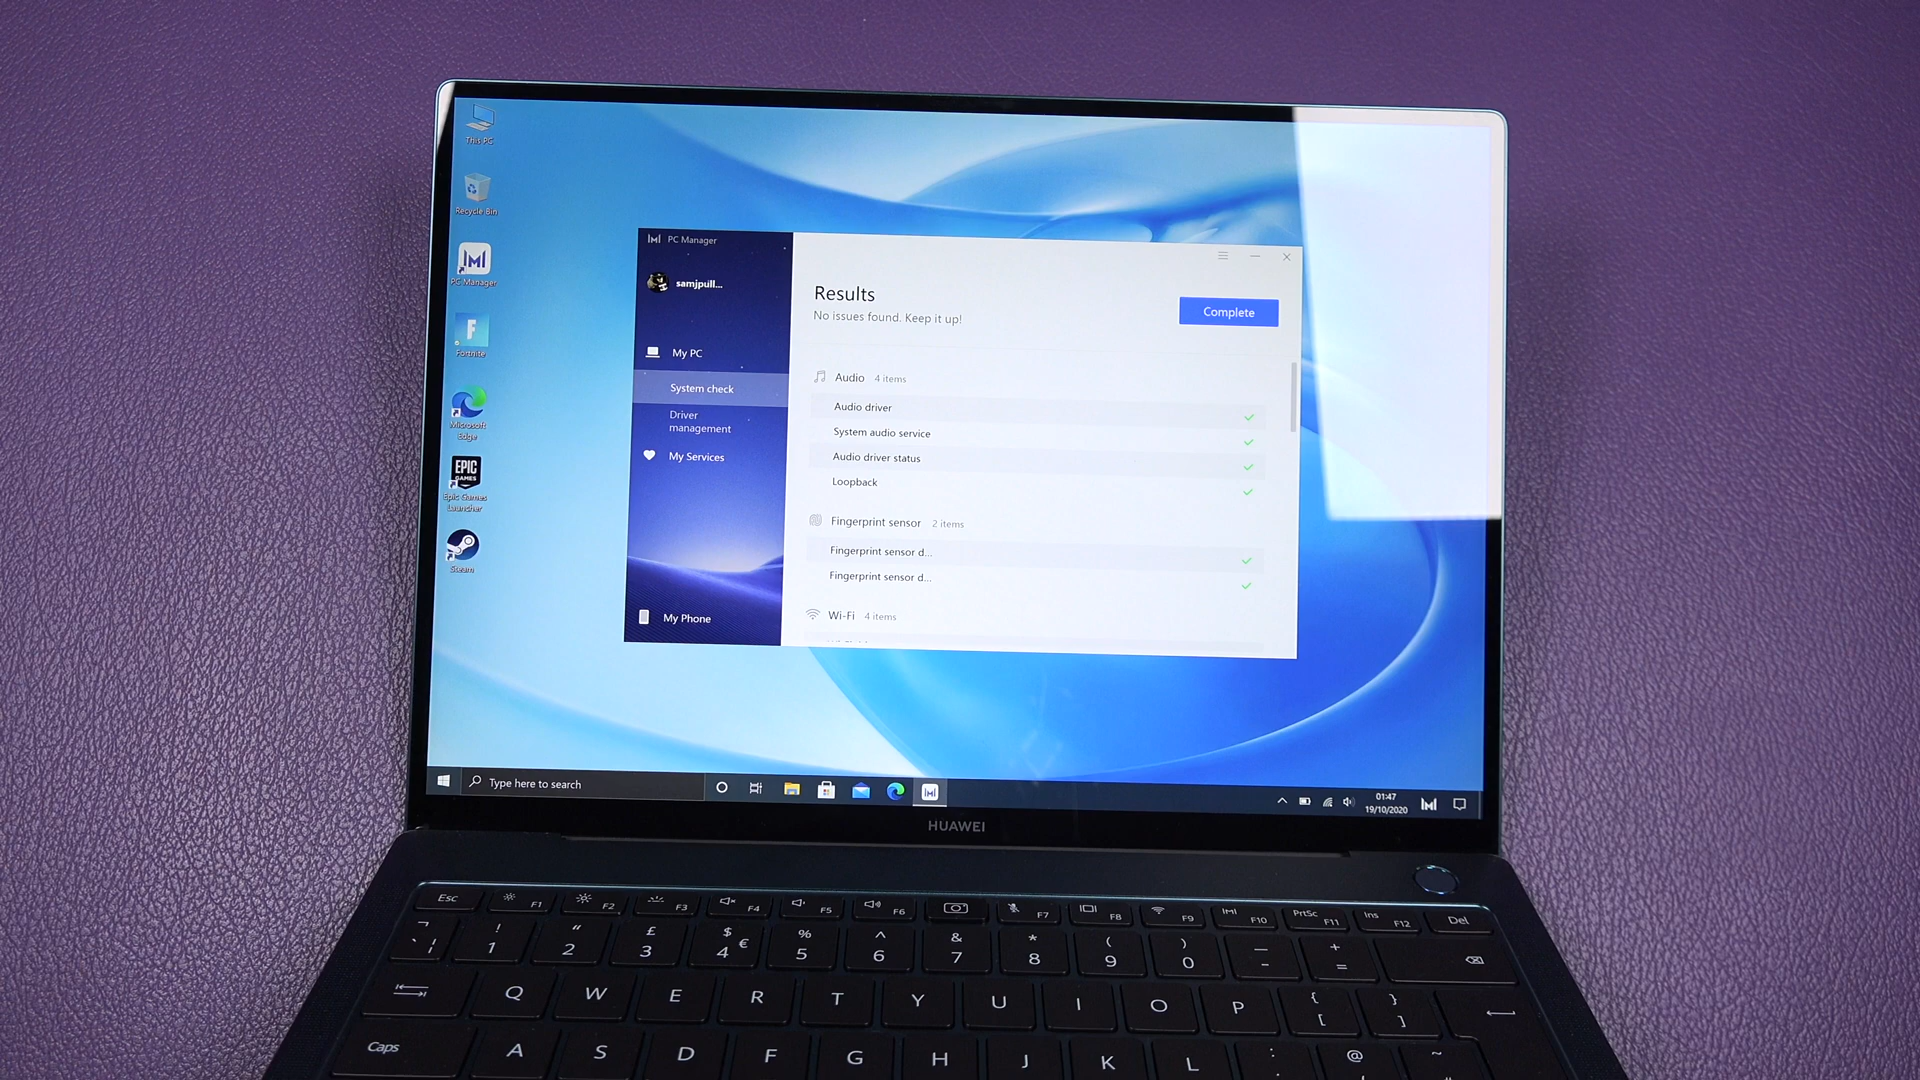 This PC
Recycle Bin
PC Manager
Fortnite
Microsoft
Edge
EPIC
GAMES
Epic Games
Launcher
Steam
PC Manager
samjpull...
My PC
System check
Driver
management
My Services
My Phone
Results
No issues found. Keep it up!
Complete
Audio 4 items
Audio driver
System audio service
Audio driver status
Loopback
Fingerprint sensor 2 items
Fingerprint sensor d...
Fingerprint sensor d...
Wi-Fi 4 items
Type here to search
01:47
19/10/2020
HUAWEI
Esc F1 F2 F3 F4 F5 F6 F7 F8 F9 F10 PrtSc F11 Ins F12 Del
¬ ! " £ $ € % ^ & * ( ) _ +
` ¦ 1 2 3 4 5 6 7 8 9 0 - =
Q W E R T Y U I O P { [ } ]
Caps A S D F G H J K L : ; @ ~